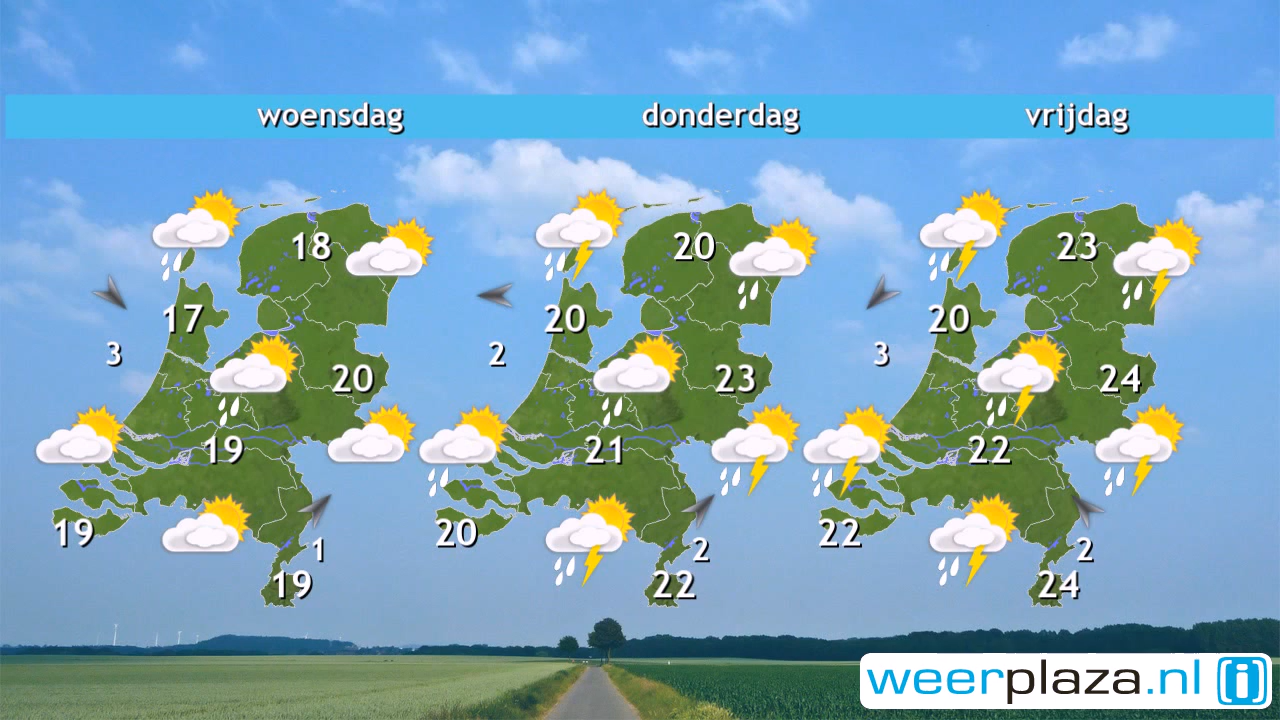 woensdag donderdag vrijdag
18 20 23
17 20 20
3 2 3
20 23 24
19 21 22
19 20 22
1 2 2
19 22 24
weerplaza.nl